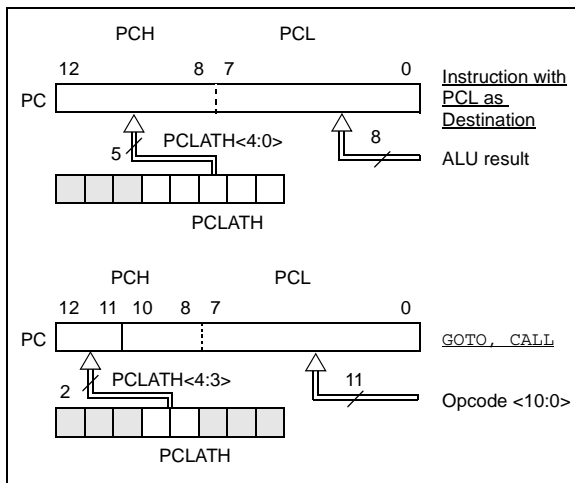 PCH PCL
12 8 7 0
PC
Instruction with
PCL as
Destination
5 PCLATH<4:0> 8
ALU result
PCLATH
PCH PCL
12 11 10 8 7 0
PC GOTO, CALL
2 PCLATH<4:3> 11
Opcode <10:0>
PCLATH